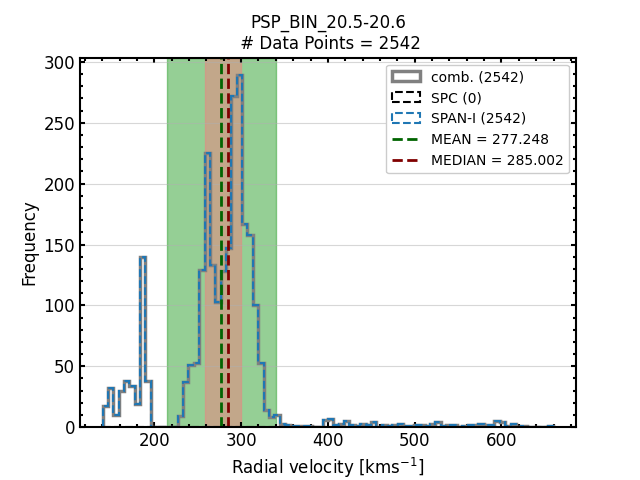 PSP_BIN_20.5-20.6
# Data Points = 2542
300
250
200
150
100
50
0
Frequency
comb. (2542)
SPC (0)
SPAN-I (2542)
MEAN = 277.248
MEDIAN = 285.002
200 300 400 500 600
Radial velocity [kms⁻¹]